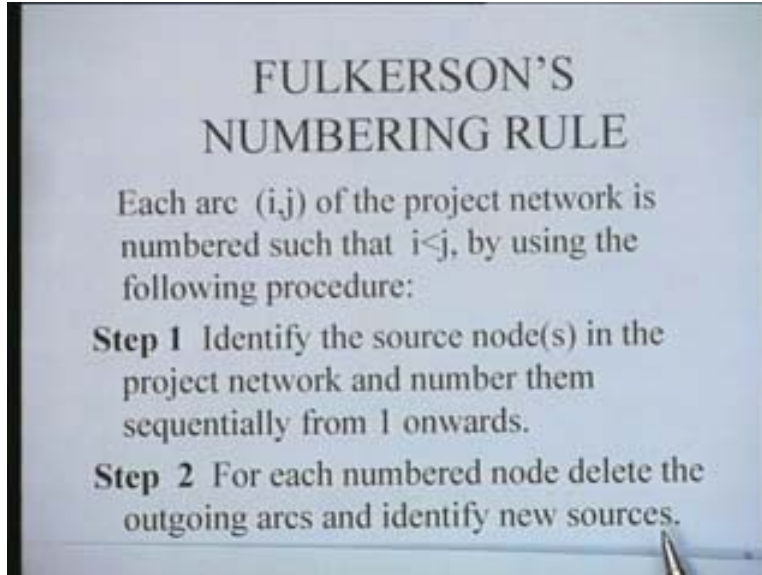 FULKERSON'S
NUMBERING RULE
Each arc (i,j) of the project network is
numbered such that i<j, by using the
following procedure:
Step 1 Identify the source node(s) in the
project network and number them
sequentially from 1 onwards.
Step 2 For each numbered node delete the
outgoing arcs and identify new sources.